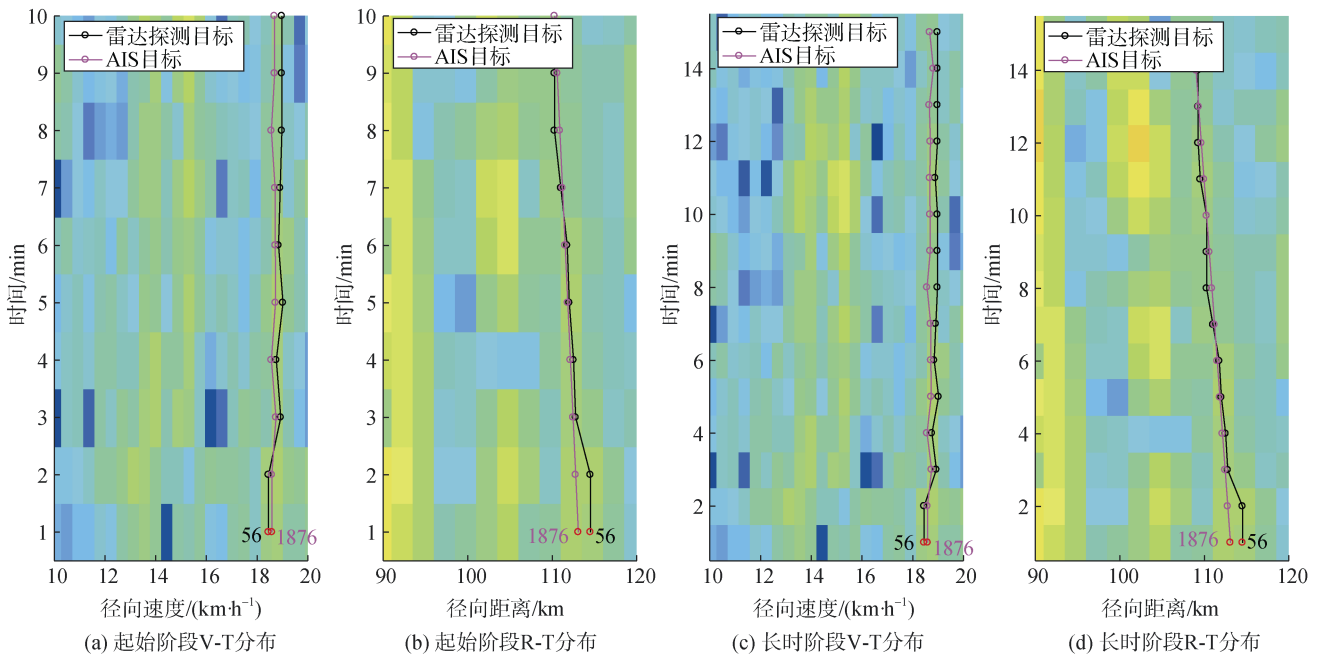 雷达探测目标
AIS目标
10
9
8
7
6
5
4
3
2
1
时间/min
56
1876
10 12 14 16 18 20
径向速度/(km·h⁻¹)
(a) 起始阶段V-T分布
雷达探测目标
AIS目标
10
9
8
7
6
5
4
3
2
1
时间/min
1876
56
90 100 110 120
径向距离/km
(b) 起始阶段R-T分布
雷达探测目标
AIS目标
14
12
10
8
6
4
2
时间/min
56
1876
10 12 14 16 18 20
径向速度/(km·h⁻¹)
(c) 长时阶段V-T分布
雷达探测目标
AIS目标
14
12
10
8
6
4
2
时间/min
1876
56
90 100 110 120
径向距离/km
(d) 长时阶段R-T分布